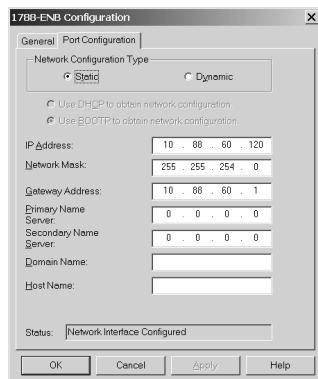 1788-ENB Configuration
General Port Configuration
Network Configuration Type
Static Dynamic
Use DHCP to obtain network configuration.
Use BOOTP to obtain network configuration.
IP Address: 10 . 88 . 60 . 120
Network Mask: 255 . 255 . 254 . 0
Gateway Address: 10 . 88 . 60 . 1
Primary Name
Server: 0 . 0 . 0 . 0
Secondary Name
Server: 0 . 0 . 0 . 0
Domain Name:
Host Name:
Status: Network Interface Configured
OK Cancel Apply Help